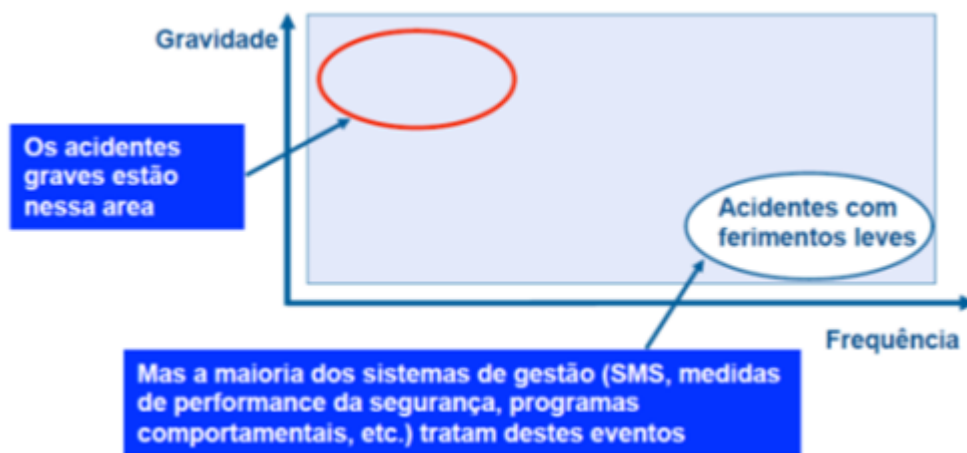 Gravidade
Os acidentes
graves estão
nessa area
Acidentes com
ferimentos leves
Frequência
Mas a maioria dos sistemas de gestão (SMS, medidas
de performance da segurança, programas
comportamentais, etc.) tratam destes eventos